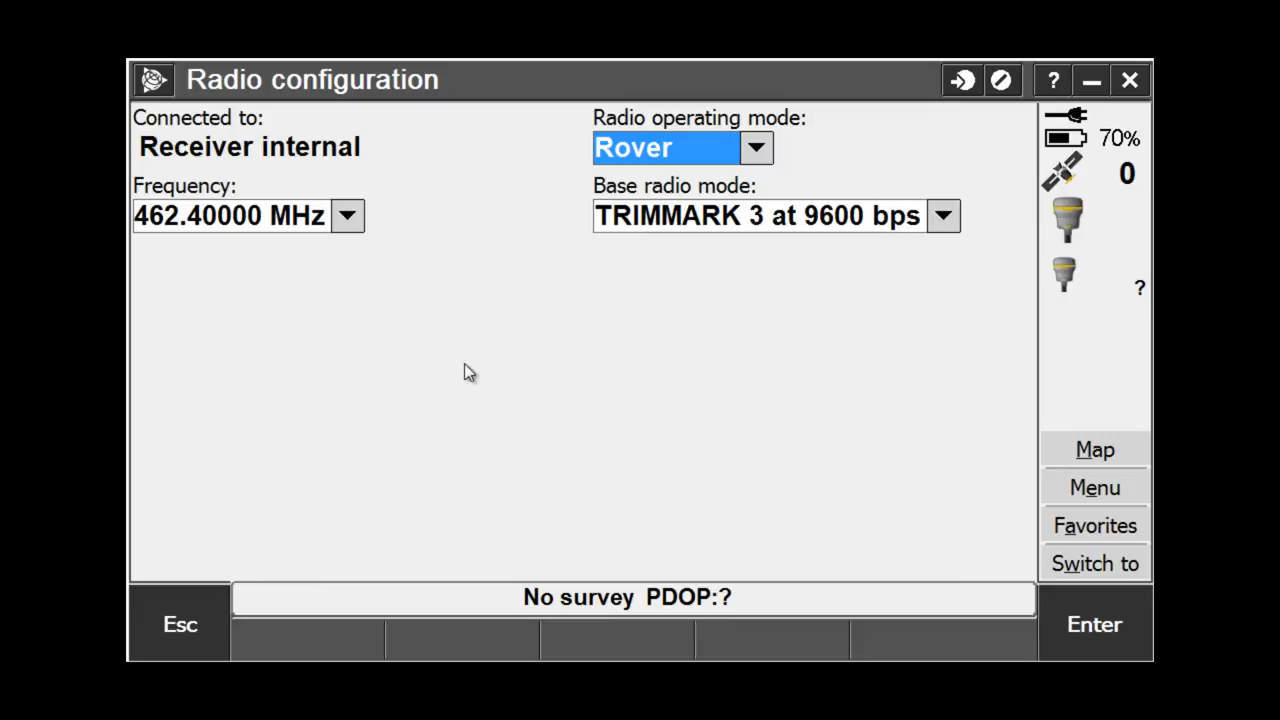 Radio configuration
?
Connected to:
Receiver internal
Radio operating mode:
Rover
Frequency:
462.40000 MHz
Base radio mode:
TRIMMARK 3 at 9600 bps
70%
0
?
Map
Menu
Favorites
Switch to
No survey PDOP:?
Esc
Enter